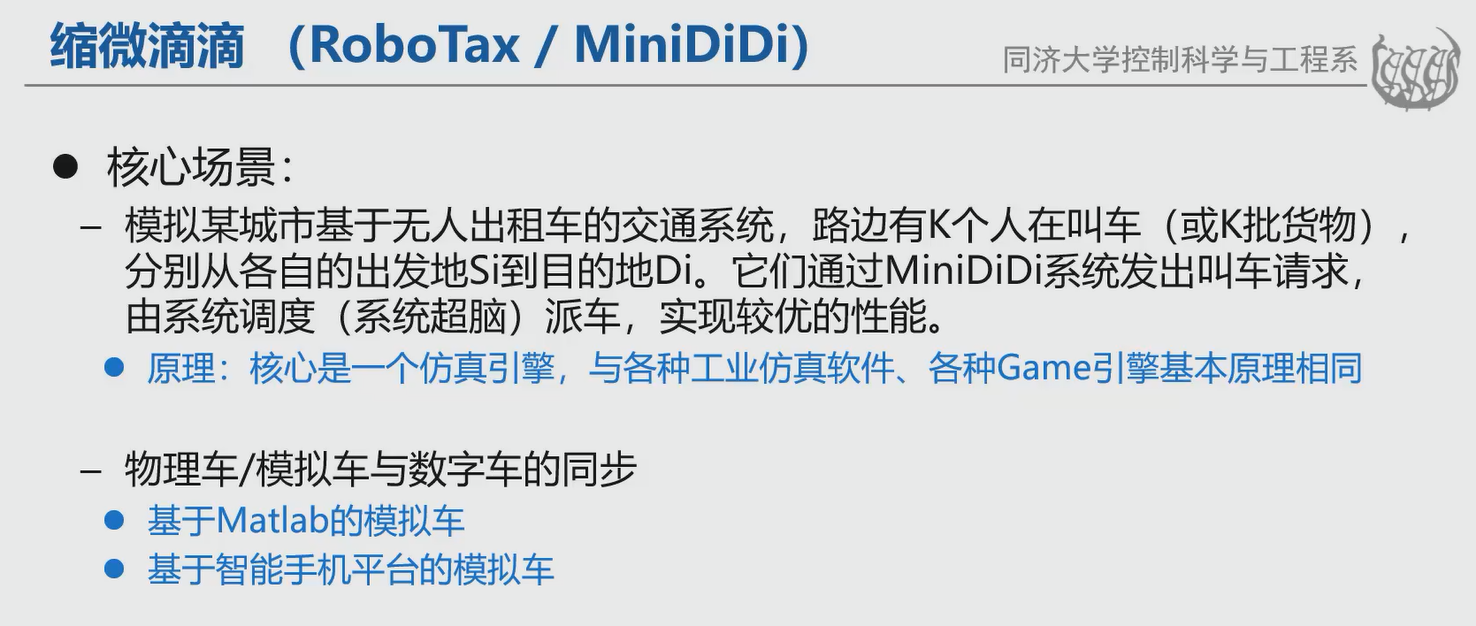 缩微滴滴 （RoboTax / MiniDiDi）
同济大学控制科学与工程系
● 核心场景：
– 模拟某城市基于无人出租车的交通系统，路边有K个人在叫车（或K批货物），
分别从各自的出发地Si到目的地Di。它们通过MiniDiDi系统发出叫车请求，
由系统调度（系统超脑）派车，实现较优的性能。
● 原理：核心是一个仿真引擎，与各种工业仿真软件、各种Game引擎基本原理相同
– 物理车/模拟车与数字车的同步
● 基于Matlab的模拟车
● 基于智能手机平台的模拟车